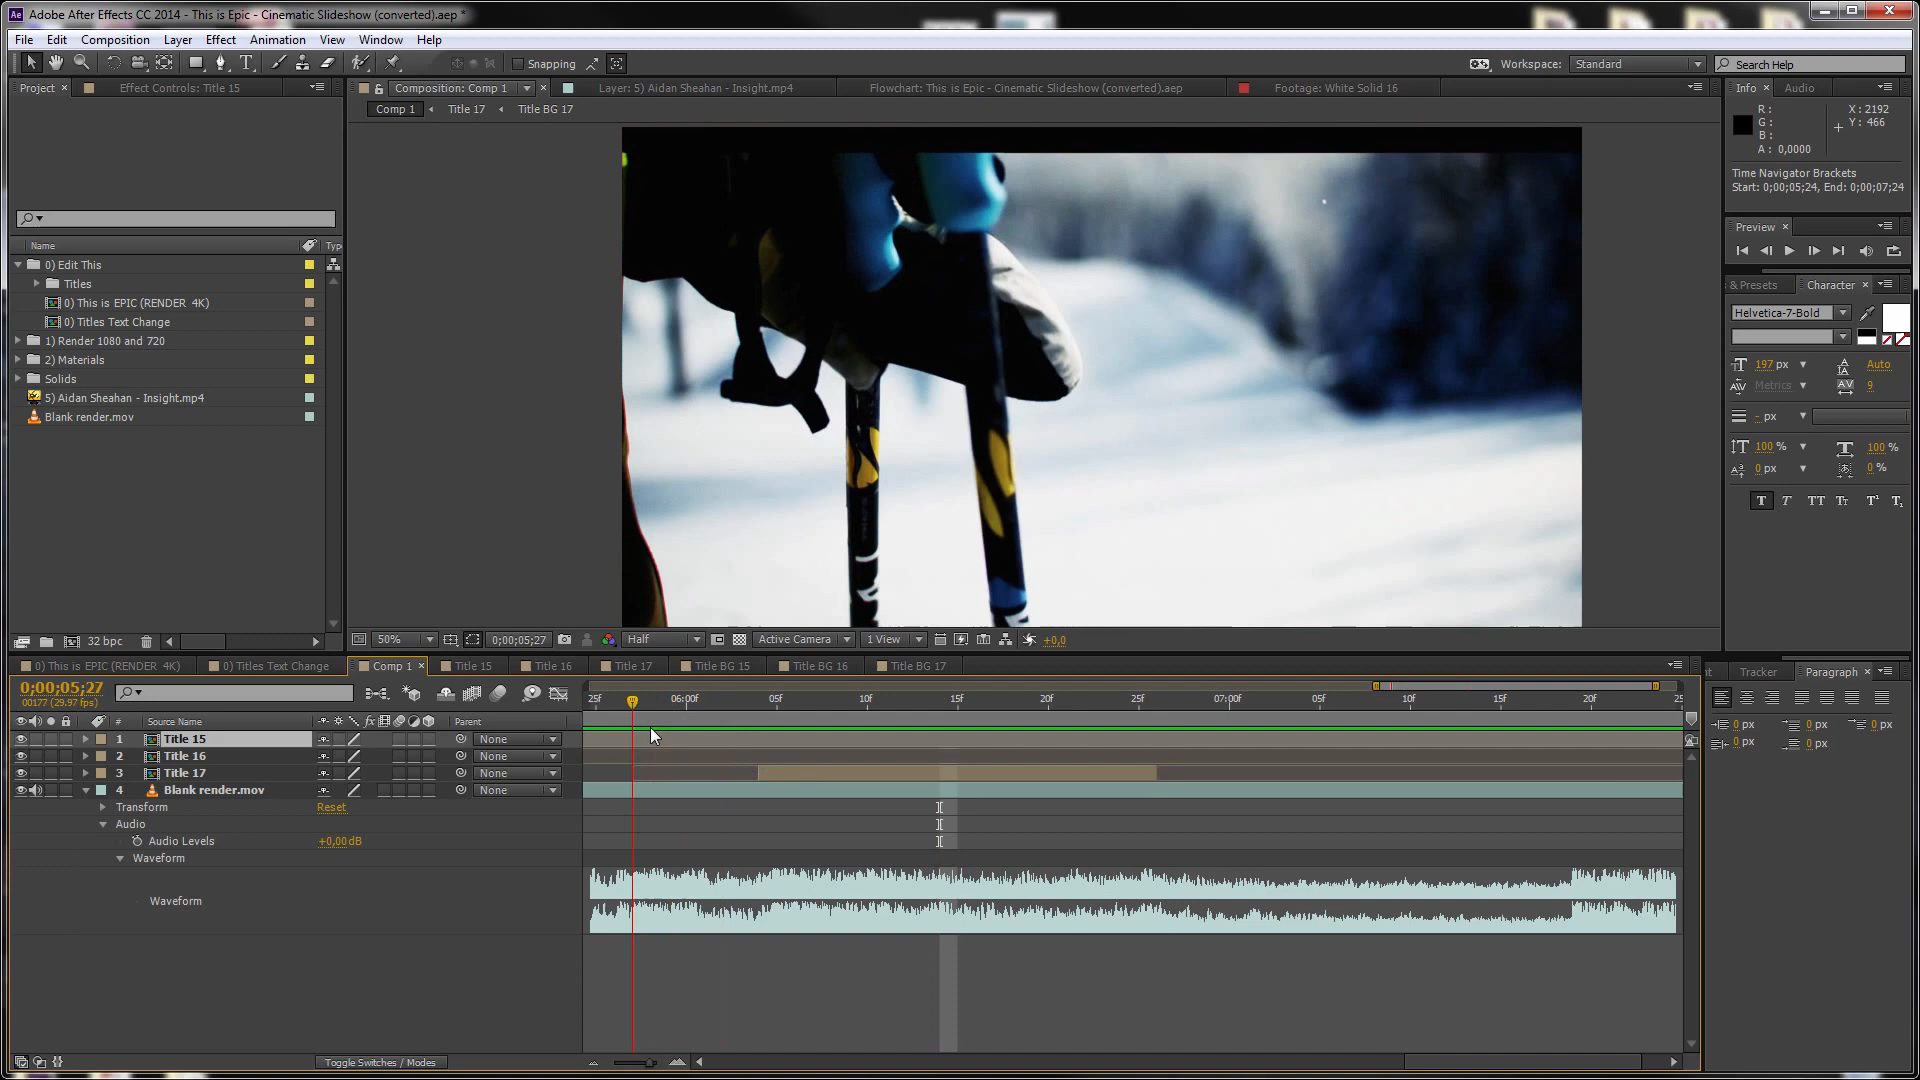 Adobe After Effects CC 2014 - This is Epic - Cinematic Slideshow (converted).aep *
File Edit Composition Layer Effect Animation View Window Help
Snapping
Workspace: Standard
Search Help
Project
Effect Controls: Title 15
Composition: Comp 1
Layer: 5) Aidan Sheahan - Insight.mp4
Flowchart: This is Epic - Cinematic Slideshow (converted).aep
Footage: White Solid 16
Comp 1 Title 17 Title BG 17
Info Audio
R :
G :
B :
A : 0,0000
X : 2192
Y : 466
Time Navigator Brackets
Start: 0;00;05;24, End: 0;00;07;24
Preview
& Presets Character
Helvetica-7-Bold
197 px Auto
Metrics 9
- px
100 % 100 %
0 px 0 %
Name Typ
0) Edit This
Titles
0) This is EPIC (RENDER 4K)
0) Titles Text Change
1) Render 1080 and 720
2) Materials
Solids
5) Aidan Sheahan - Insight.mp4
Blank render.mov
32 bpc
50% 0;00;05;27 Half Active Camera 1 View +0,0
0) This is EPIC (RENDER 4K) 0) Titles Text Change Comp 1 Title 15 Title 16 Title 17 Title BG 15 Title BG 16 Title BG 17
Tracker Paragraph
0;00;05;27
00177 (29.97 fps)
25f 06:00f 05f 10f 15f 20f 25f 07:00f 05f 10f 15f 20f 25
# Source Name Parent
1 Title 15 None
2 Title 16 None
3 Title 17 None
4 Blank render.mov None
Transform Reset
Audio
Audio Levels +0,00dB
Waveform
Waveform
0 px 0 px 0 px
0 px 0 px
Toggle Switches / Modes